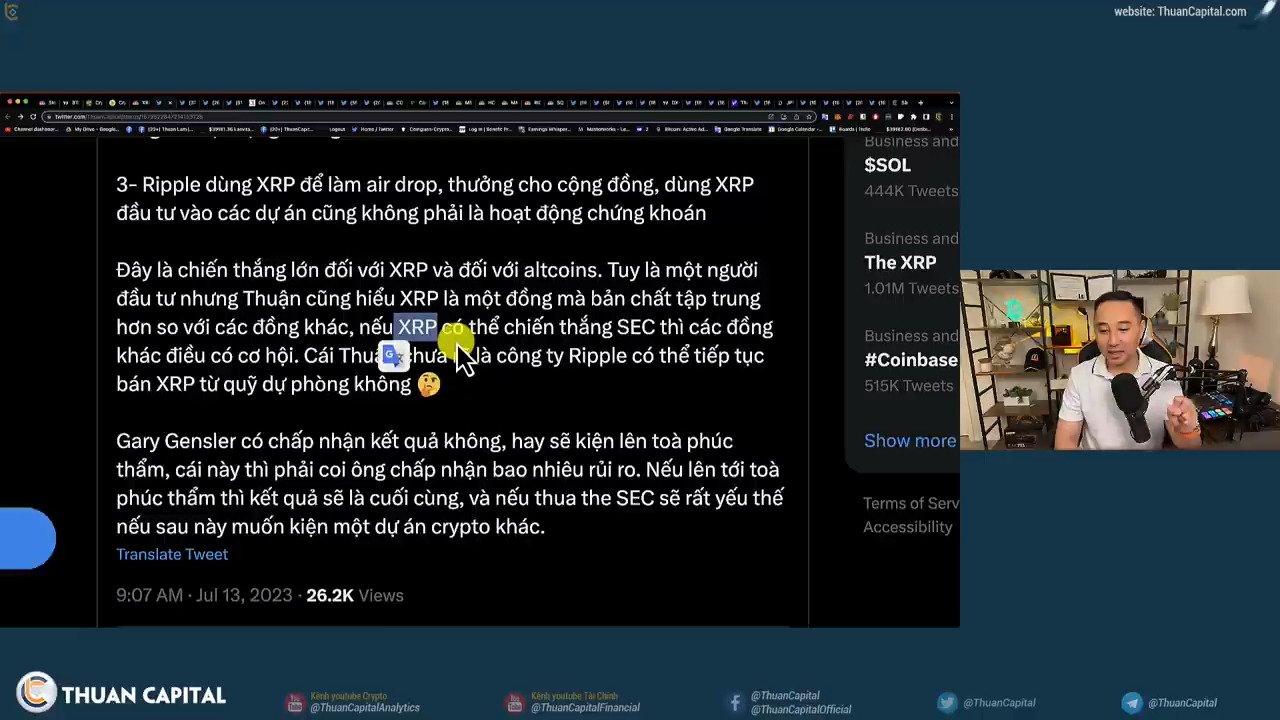 website: ThuanCapital.com
3- Ripple dùng XRP để làm air drop, thưởng cho cộng đồng, dùng XRP
đầu tư vào các dự án cũng không phải là hoạt động chứng khoán
Đây là chiến thắng lớn đối với XRP và đối với altcoins. Tuy là một người
đầu tư nhưng Thuận cũng hiểu XRP là một đồng mà bản chất tập trung
hơn so với các đồng khác, nếu XRP có thể chiến thắng SEC thì các đồng
khác điều có cơ hội. Cái là công ty Ripple có thể tiếp tục
bán XRP từ quỹ dự phòng không 🤔
Gary Gensler có chấp nhận kết quả không, hay sẽ kiện lên toà phúc
thẩm, cái này thì phải coi ông chấp nhận bao nhiêu rủi ro. Nếu lên tới toà
phúc thẩm thì kết quả sẽ là cuối cùng, và nếu thua the SEC sẽ rất yếu thế
nếu sau này muốn kiện một dự án crypto khác.
Translate Tweet
9:07 AM · Jul 13, 2023 · 26.2K Views
Business and
$SOL
444K Tweets
Business and
The XRP
1.01M Tweets
Business and
#Coinbase
515K Tweets
Show more
Terms of Serv
Accessibility
THUAN CAPITAL
Kênh youtube Crypto
@ThuanCapitalAnalytics
Kênh youtube Tài Chính
@ThuanCapitalFinancial
@ThuanCapital
@ThuanCapitalOfficial
@ThuanCapital
@ThuanCapital